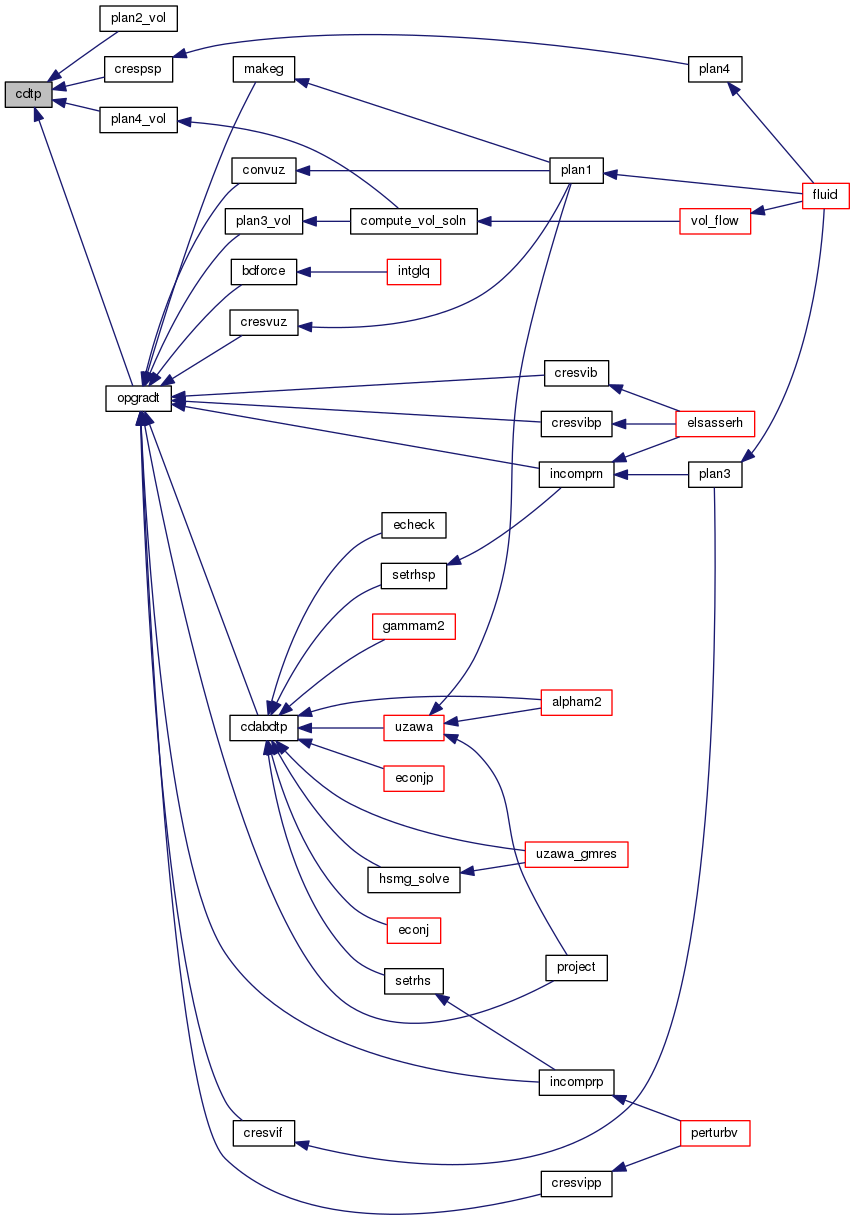 plan2_vol
crespsp
makeg
plan4
cdtp
plan4_vol
convuz
plan1
fluid
plan3_vol
compute_vol_soln
vol_flow
bdforce
intglq
cresvuz
cresvib
opgradt
cresvibp
elsasserh
incomprn
plan3
echeck
setrhsp
gammam2
alpham2
cdabdtp
uzawa
econjp
uzawa_gmres
hsmg_solve
econj
project
setrhs
incomprp
cresvif
perturbv
cresvipp